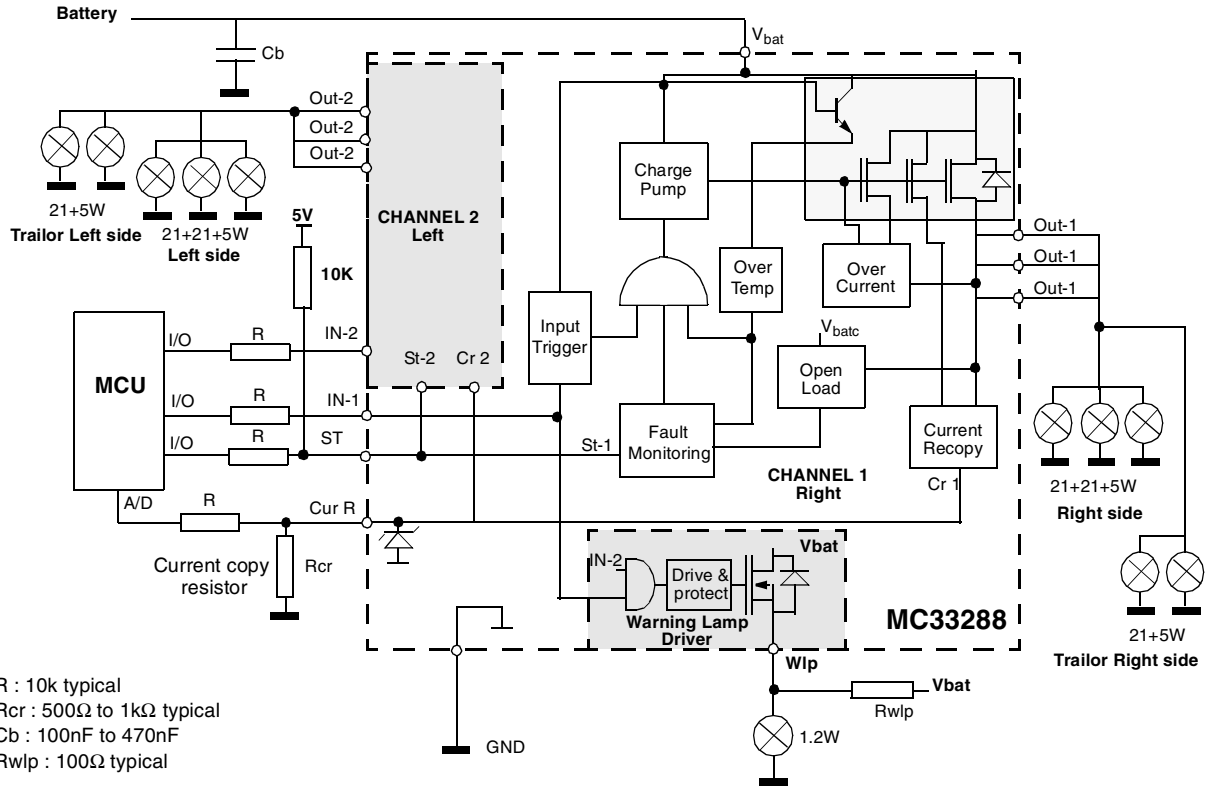 Battery
Cb
Vbat
Out-2
Out-2
Out-2
21+5W
Trailor Left side
21+21+5W
Left side
5V
10K
CHANNEL 2
Left
St-2
Cr 2
Charge
Pump
Over
Temp
Over
Current
Input
Trigger
Vbatc
Open
Load
Fault
Monitoring
Current
Recopy
Cr 1
CHANNEL 1
Right
Out-1
Out-1
Out-1
MCU
I/O
R
IN-2
I/O
R
IN-1
I/O
R
ST
St-1
A/D
R
Cur R
Current copy
resistor
Rcr
21+21+5W
Right side
21+5W
Trailor Right side
IN-2
Drive &
protect
Vbat
Warning Lamp
Driver
MC33288
Wlp
Rwlp
Vbat
1.2W
GND
R : 10k typical
Rcr : 500Ω to 1kΩ typical
Cb : 100nF to 470nF
Rwlp : 100Ω typical